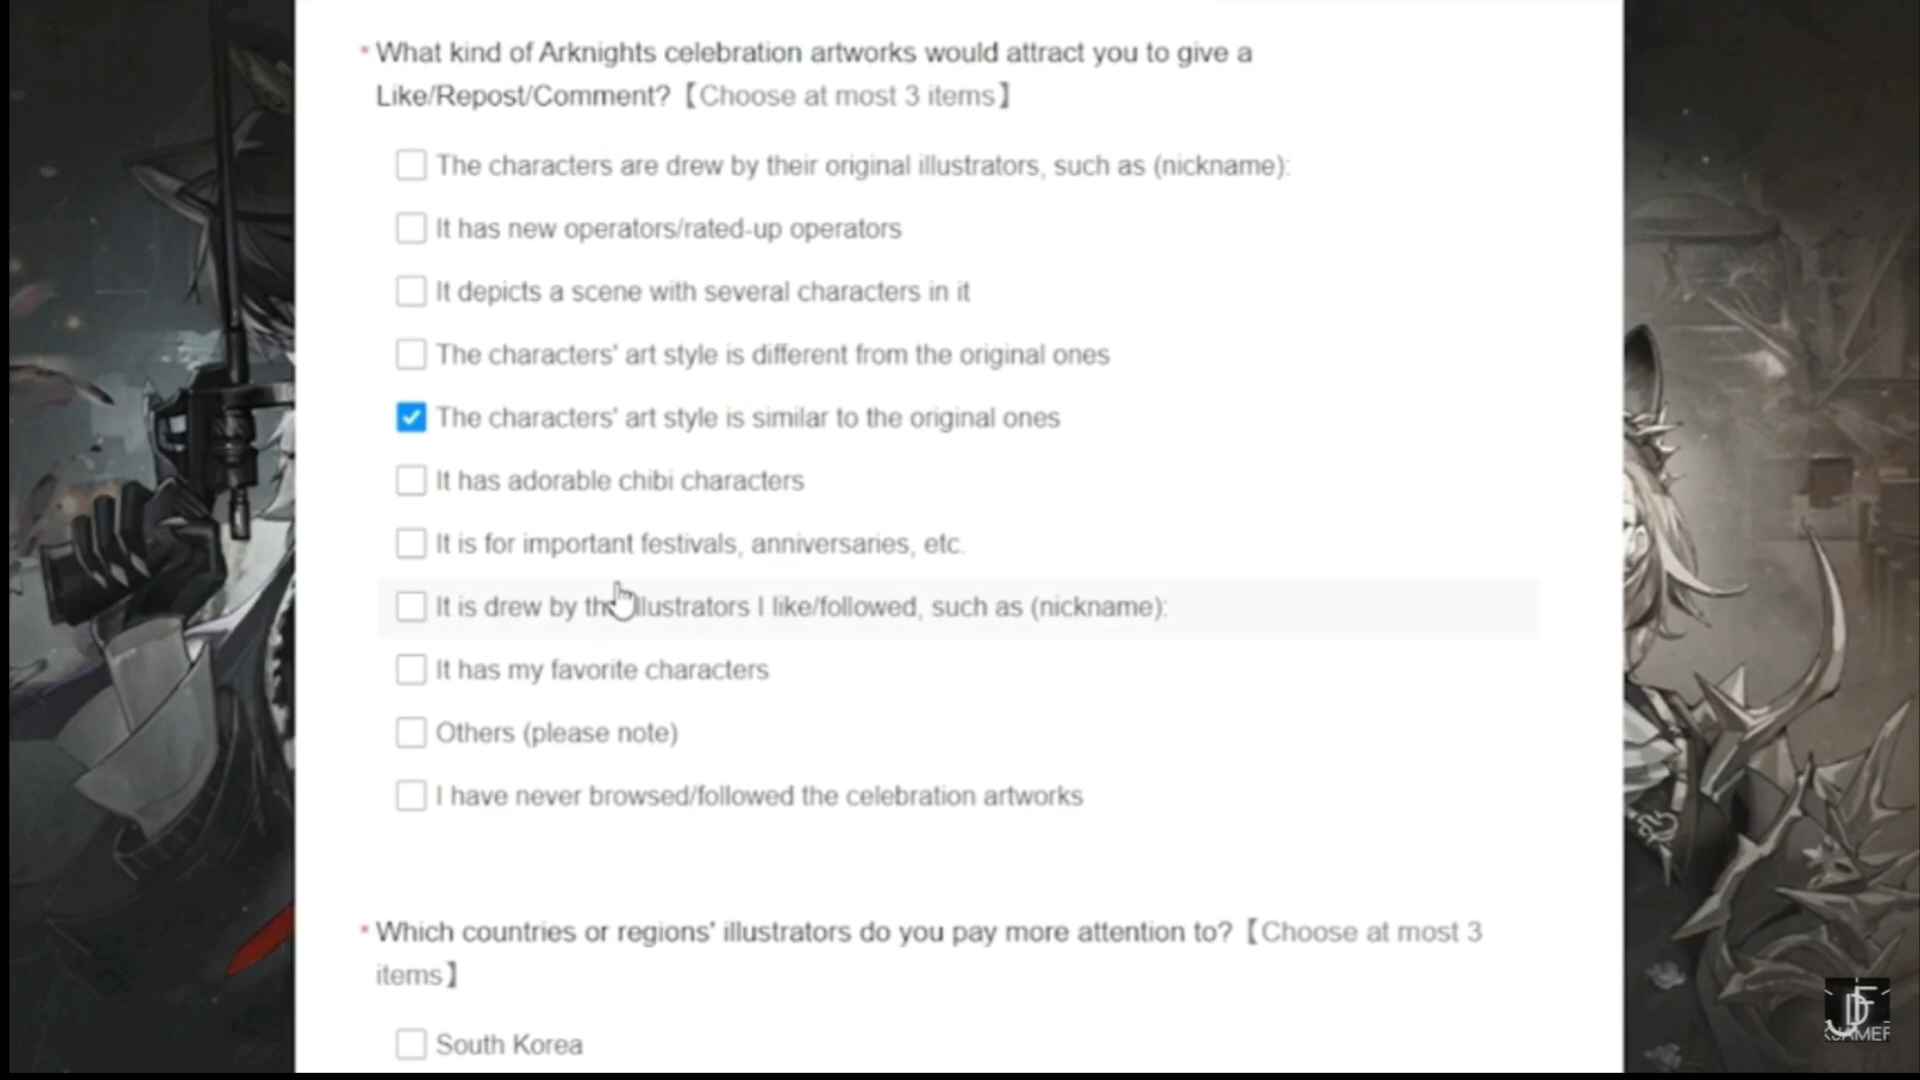 * What kind of Arknights celebration artworks would attract you to give a
Like/Repost/Comment? 【Choose at most 3 items】
The characters are drew by their original illustrators, such as (nickname):
It has new operators/rated-up operators
It depicts a scene with several characters in it
The characters' art style is different from the original ones
The characters' art style is similar to the original ones
It has adorable chibi characters
It is for important festivals, anniversaries, etc.
It is drew by the illustrators I like/followed, such as (nickname):
It has my favorite characters
Others (please note)
I have never browsed/followed the celebration artworks
* Which countries or regions' illustrators do you pay more attention to? 【Choose at most 3
items】
South Korea